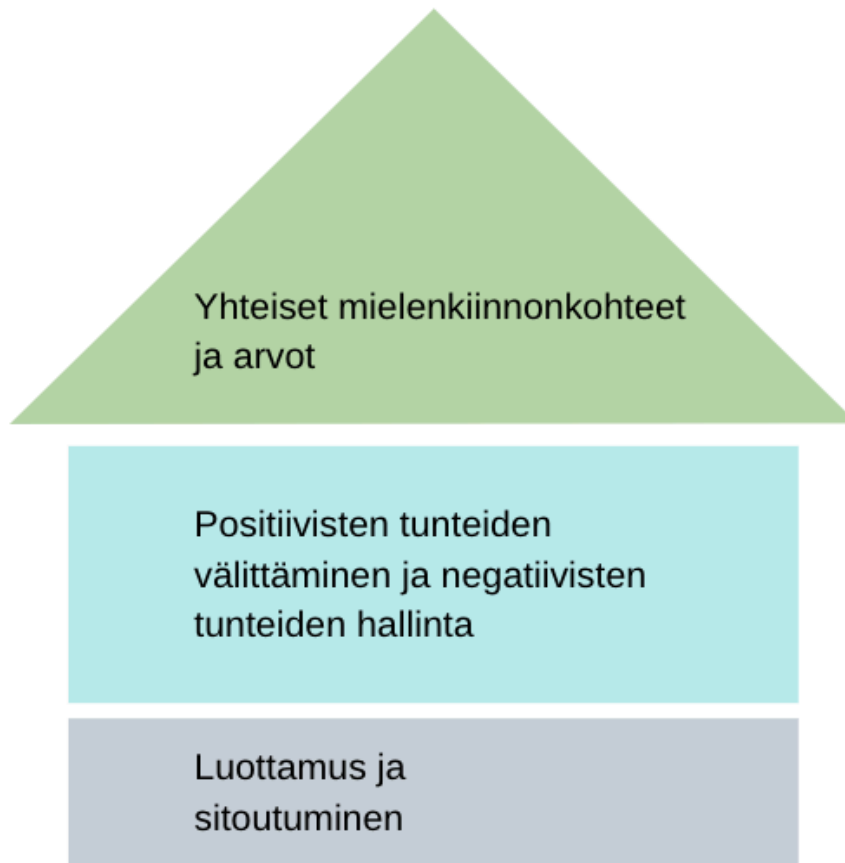 Yhteiset mielenkiinnonkohteet
ja arvot
Positiivisten tunteiden
välittäminen ja negatiivisten
tunteiden hallinta
Luottamus ja
sitoutuminen